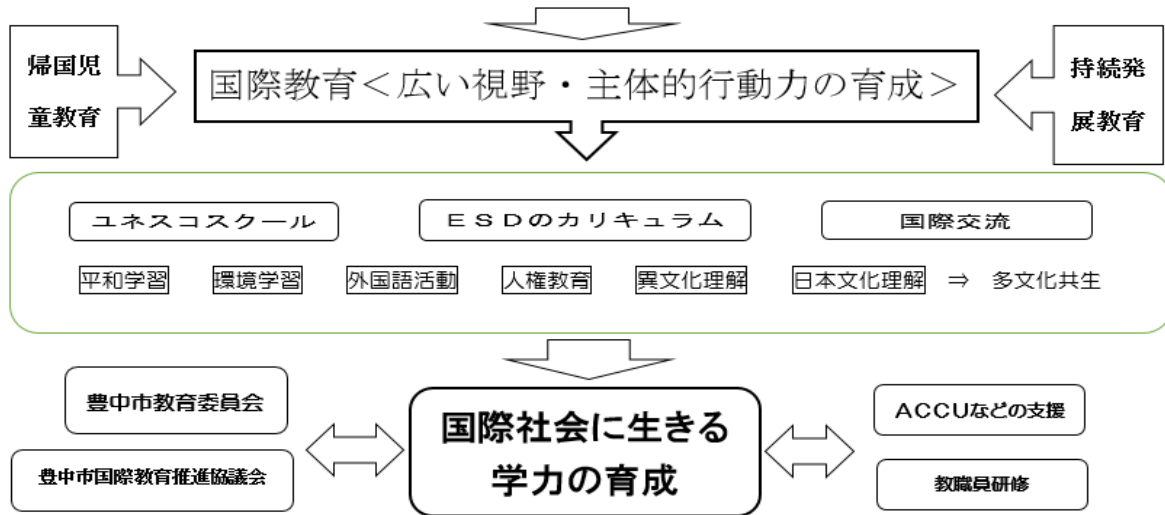 帰国児
童教育
国際教育＜広い視野・主体的行動力の育成＞
持続発
展教育
ユネスコスクール
ＥＳＤのカリキュラム
国際交流
平和学習 環境学習 外国語活動 人権教育 異文化理解 日本文化理解 ⇒ 多文化共生
豊中市教育委員会
豊中市国際教育推進協議会
国際社会に生きる
学力の育成
ＡＣＣＵなどの支援
教職員研修